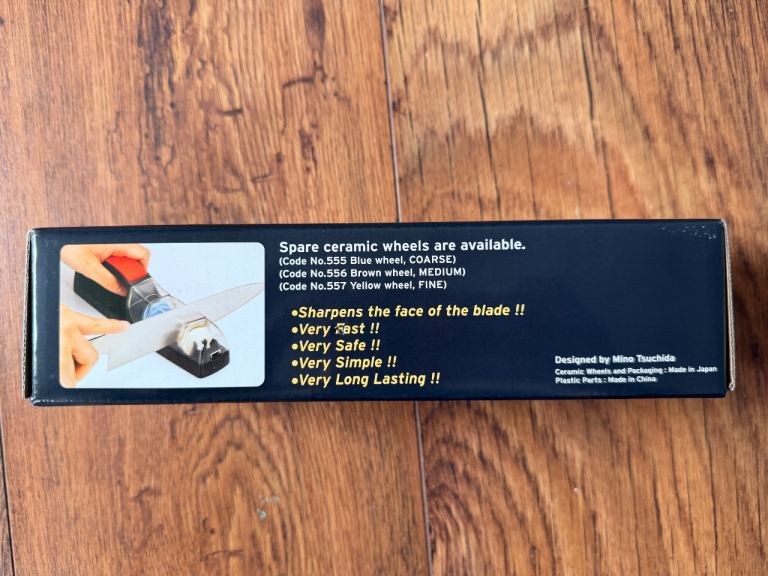 Spare ceramic wheels are available.
(Code No.555 Blue wheel, COARSE)
(Code No.556 Brown wheel, MEDIUM)
(Code No.557 Yellow wheel, FINE)
•Sharpens the face of the blade !!
•Very Fast !!
•Very Safe !!
•Very Simple !!
•Very Long Lasting !!
Designed by Mino Tsuchida
Ceramic Wheels and Packaging : Made in Japan
Plastic Parts : Made in China